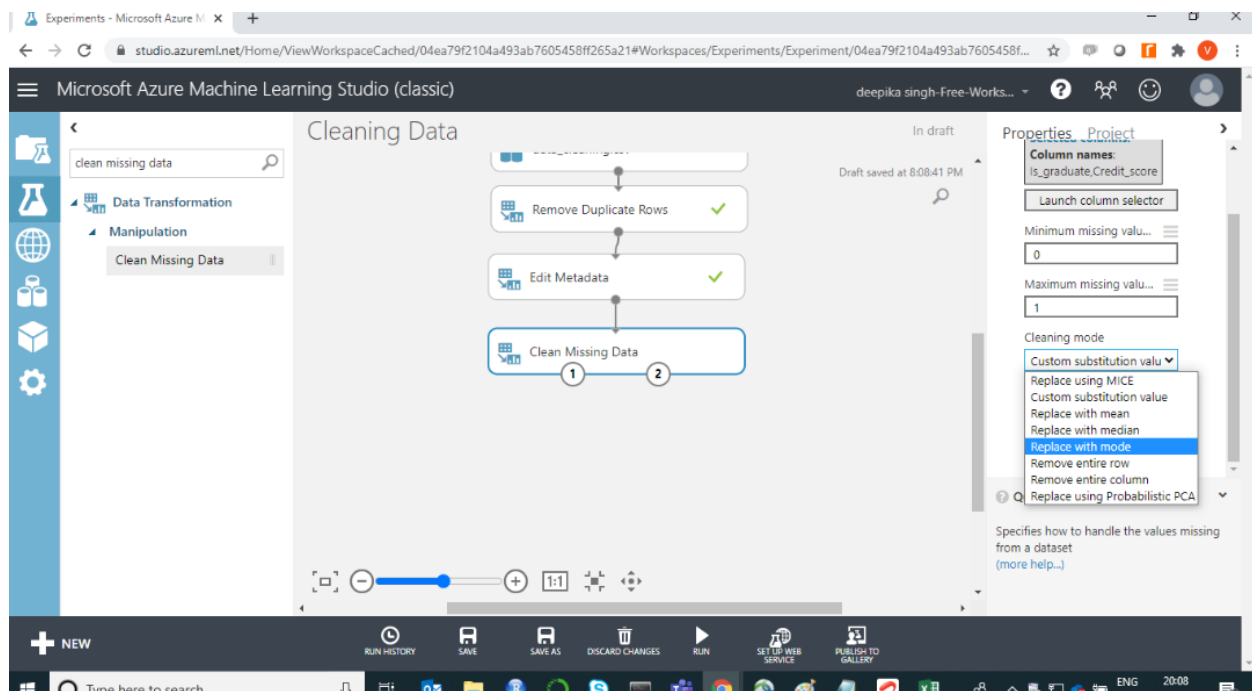 Experiments - Microsoft Azure M
studio.azureml.net/Home/ViewWorkspaceCached/04ea79f2104a493ab7605458ff265a21#Workspaces/Experiments/Experiment/04ea79f2104a493ab7605458f...
V
Microsoft Azure Machine Learning Studio (classic)
deepika singh-Free-Works...
?
clean missing data
Data Transformation
Manipulation
Clean Missing Data
Cleaning Data
In draft
Draft saved at 8:08:41 PM
Remove Duplicate Rows
Edit Metadata
Clean Missing Data
1
2
1:1
Properties Project
Selected columns:
Column names:
Is_graduate,Credit_score
Launch column selector
Minimum missing valu...
0
Maximum missing valu...
1
Cleaning mode
Custom substitution valu
Replace using MICE
Custom substitution value
Replace with mean
Replace with median
Replace with mode
Remove entire row
Remove entire column
Replace using Probabilistic PCA
Specifies how to handle the values missing
from a dataset
(more help...)
NEW
RUN HISTORY
SAVE
SAVE AS
DISCARD CHANGES
RUN
SET UP WEB
SERVICE
PUBLISH TO
GALLERY
Type here to search
ENG
20:08